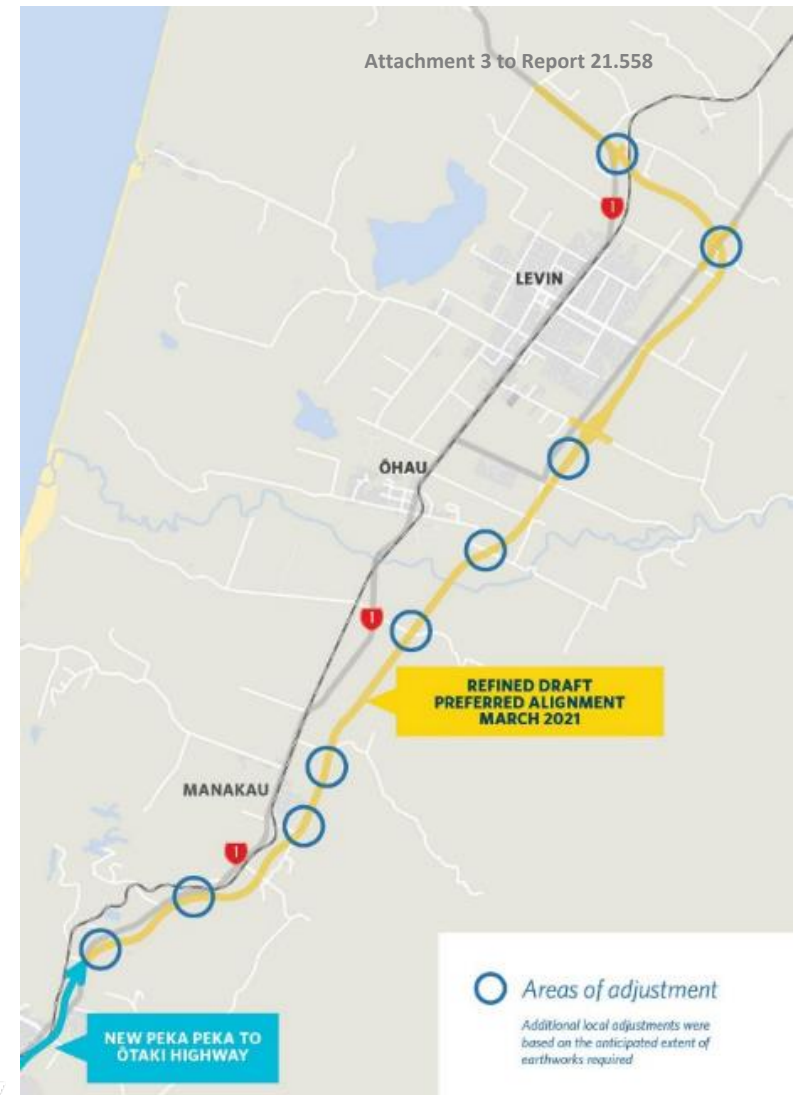 Attachment 3 to Report 21.558
1
LEVIN
ŌHAU
1
REFINED DRAFT
PREFERRED ALIGNMENT
MARCH 2021
MANAKAU
1
Areas of adjustment
Additional local adjustments were
based on the anticipated extent of
earthworks required
NEW PEKA PEKA TO
ŌTAKI HIGHWAY